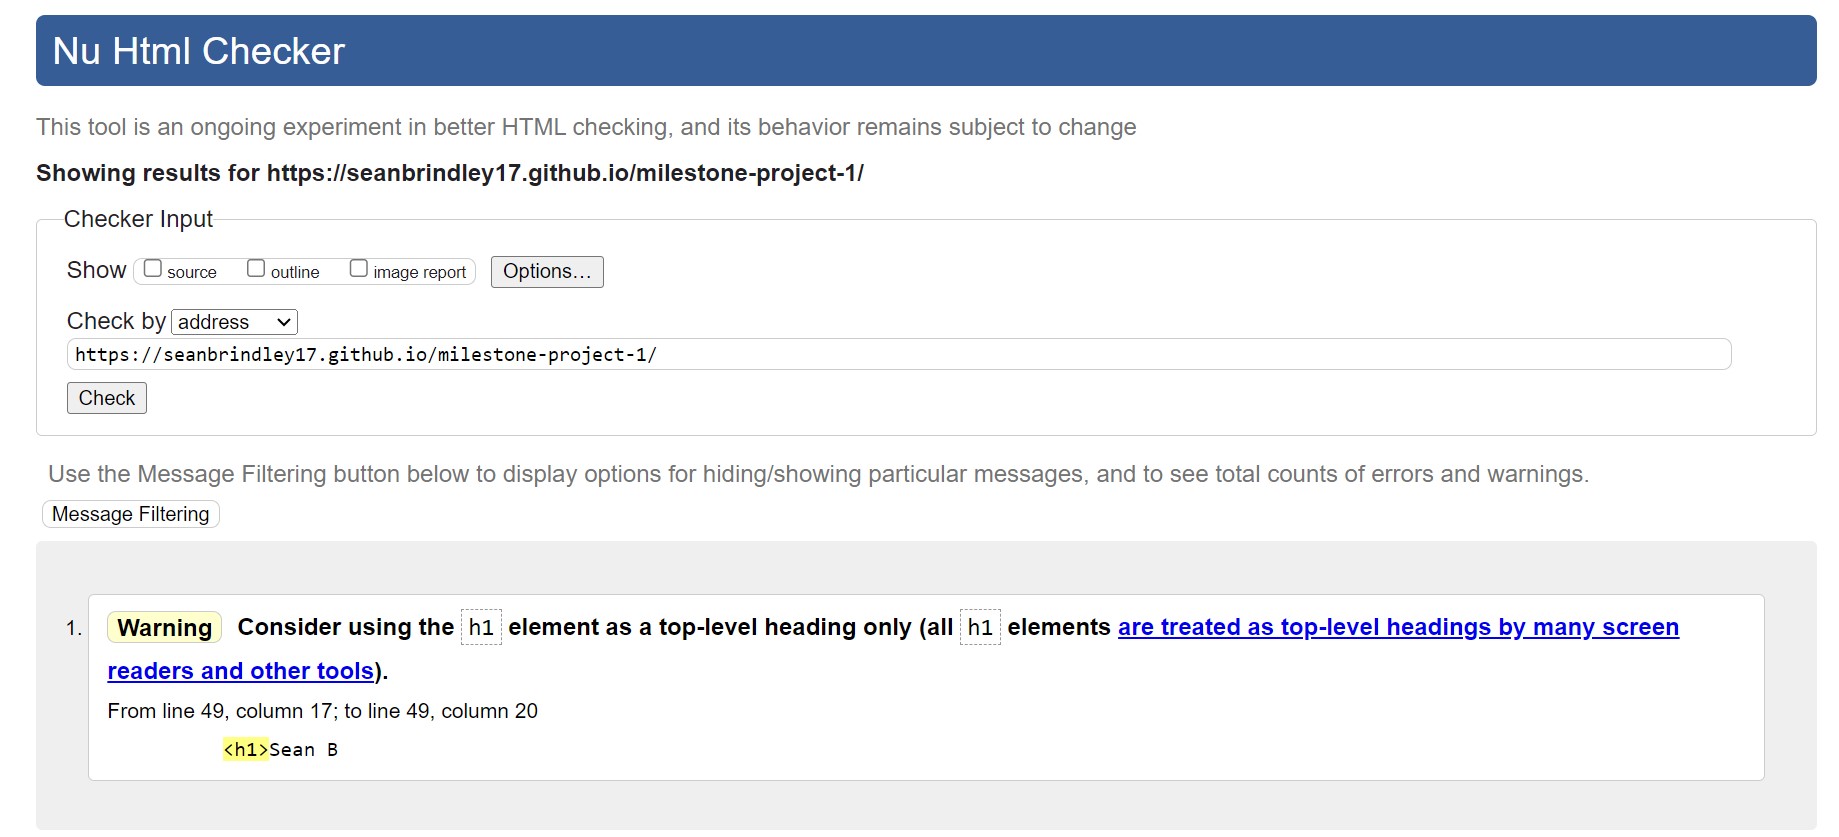 Nu Html Checker
This tool is an ongoing experiment in better HTML checking, and its behavior remains subject to change
Showing results for https://seanbrindley17.github.io/milestone-project-1/
Checker Input
Show source outline image report Options…
Check by address
https://seanbrindley17.github.io/milestone-project-1/
Check
Use the Message Filtering button below to display options for hiding/showing particular messages, and to see total counts of errors and warnings.
Message Filtering
1. Warning Consider using the h1 element as a top-level heading only (all h1 elements are treated as top-level headings by many screen
readers and other tools).
From line 49, column 17; to line 49, column 20
<h1>Sean B